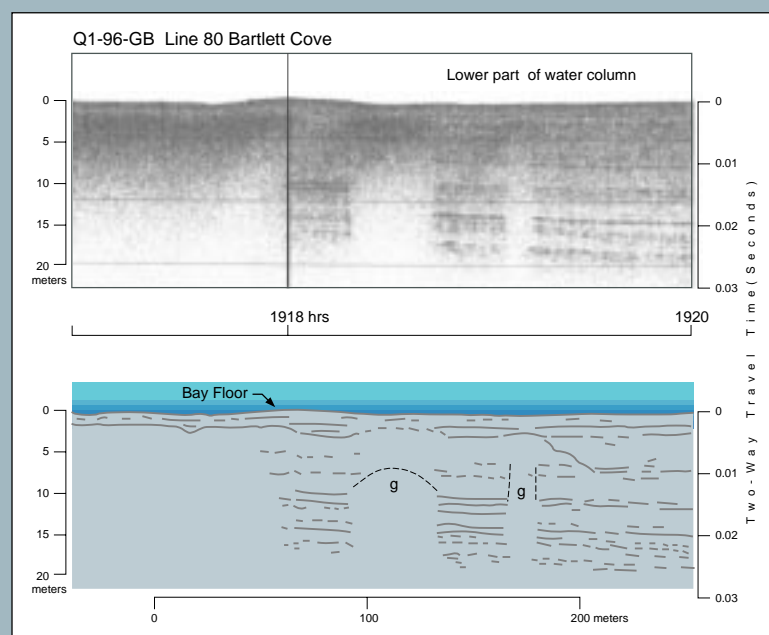 Q1-96-GB Line 80 Bartlett Cove
Lower part of water column
0
5
10
15
20
meters
0
0.01
0.02
0.03
1918 hrs
1920
Two-Way Travel Time(Seconds)
Bay Floor
0
5
10
15
20
meters
g
g
0
0.01
0.02
0.03
0
100
200 meters